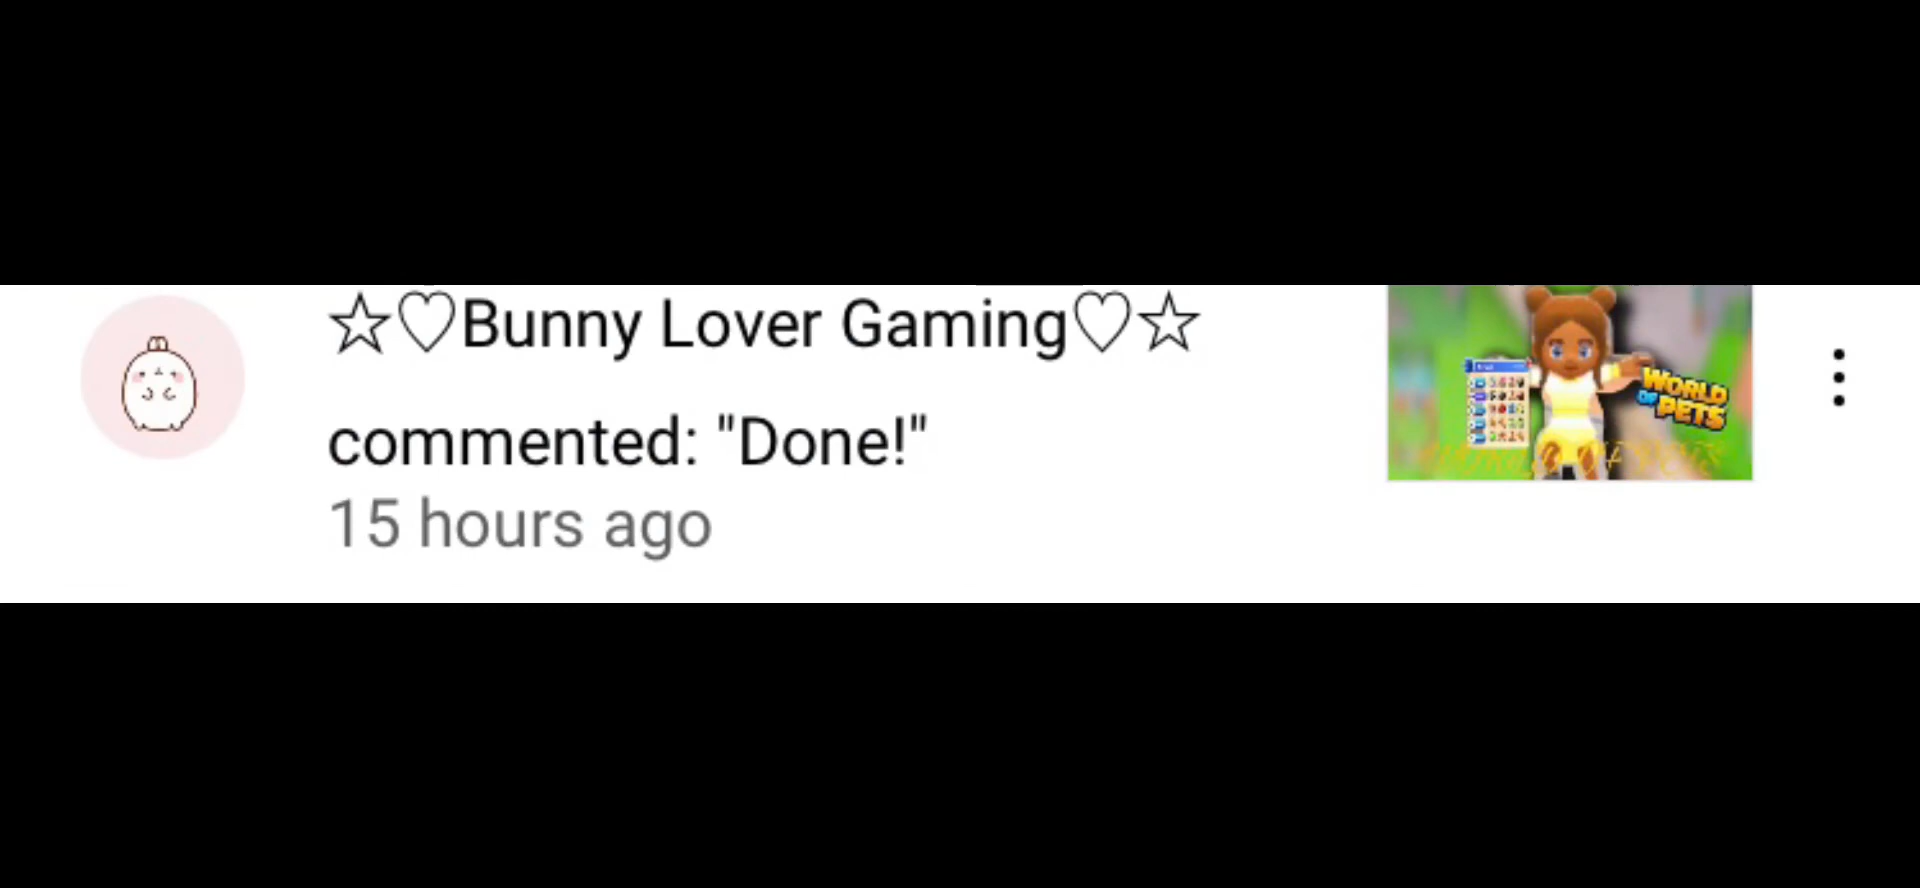 ☆♡Bunny Lover Gaming♡☆
commented: "Done!"
15 hours ago
WORLD
OF PETS